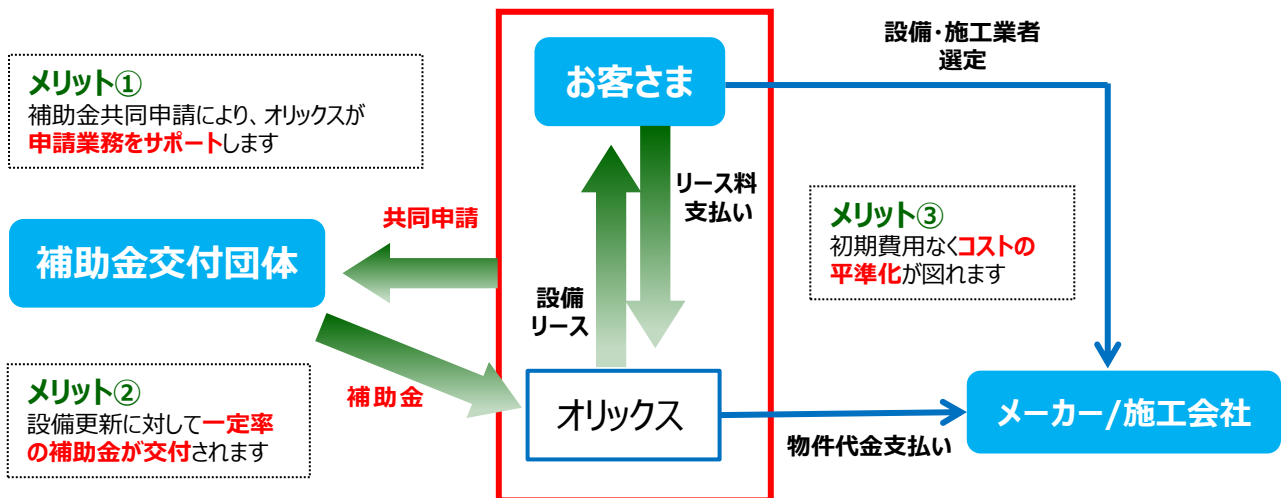 設備・施工業者
選定
お客さま
メリット①
補助金共同申請により、オリックスが
申請業務をサポートします
リース料
支払い
共同申請
メリット③
初期費用なくコストの
平準化が図れます
補助金交付団体
設備
リース
メリット②
設備更新に対して一定率
の補助金が交付されます
補助金
オリックス
メーカー/施工会社
物件代金支払い